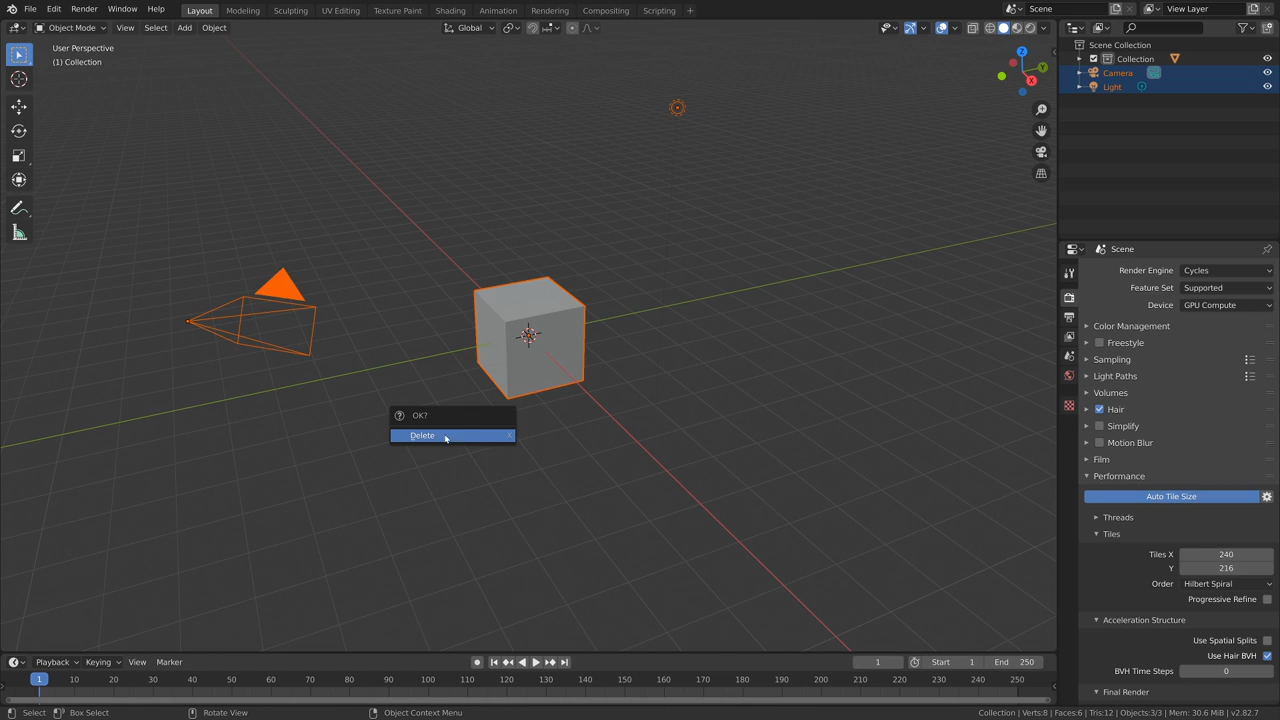 File Edit Render Window Help Layout Modeling Sculpting UV Editing Texture Paint Shading Animation Rendering Compositing Scripting + Scene View Layer
Object Mode View Select Add Object Global
User Perspective
(1) Collection
Z
Y
X
Scene Collection
Collection
Camera
Light
Scene
Render Engine Cycles
Feature Set Supported
Device GPU Compute
Color Management
Freestyle
Sampling
Light Paths
Volumes
Hair
Simplify
Motion Blur
Film
Performance
Auto Tile Size
Threads
Tiles
Tiles X 240
Y 216
Order Hilbert Spiral
Progressive Refine
Acceleration Structure
Use Spatial Splits
Use Hair BVH
BVH Time Steps 0
Final Render
OK?
Delete X
Playback Keying View Marker 1 Start 1 End 250
1 10 20 30 40 50 60 70 80 90 100 110 120 130 140 150 160 170 180 190 200 210 220 230 240 250
Select Box Select Rotate View Object Context Menu Collection | Verts:8 | Faces:6 | Tris:12 | Objects:3/3 | Mem: 30.6 MiB | v2.82.7